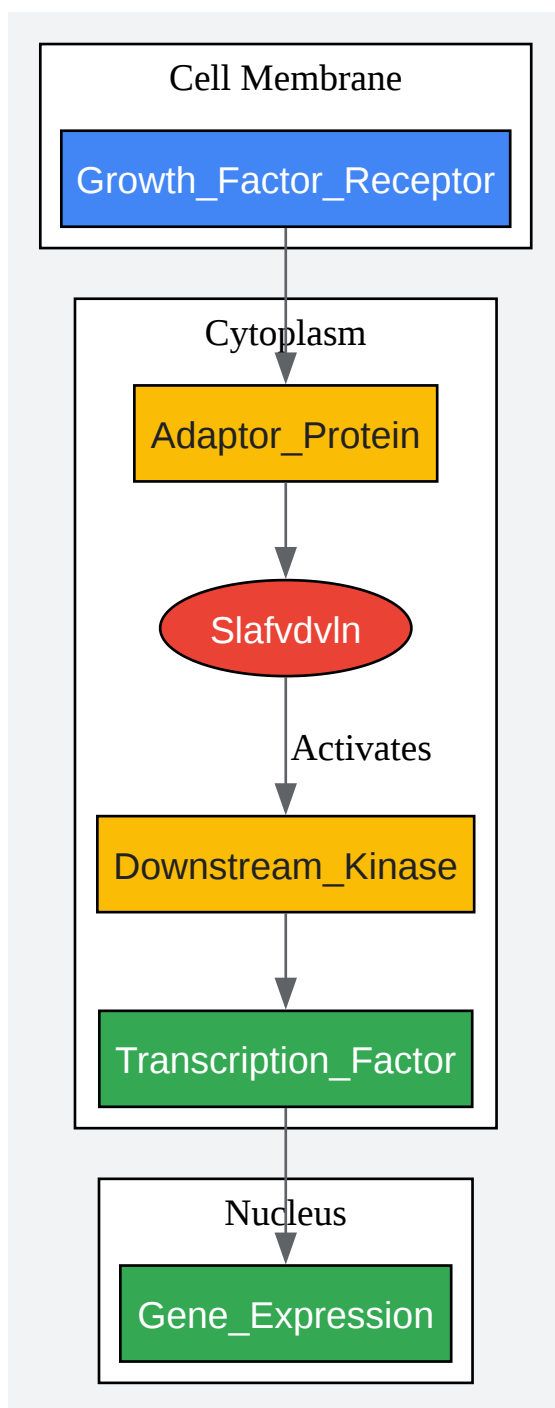 Cell Membrane
Growth_Factor_Receptor
Cytoplasm
Adaptor_Protein
Slafvdvln
Activates
Downstream_Kinase
Transcription_Factor
Nucleus
Gene_Expression